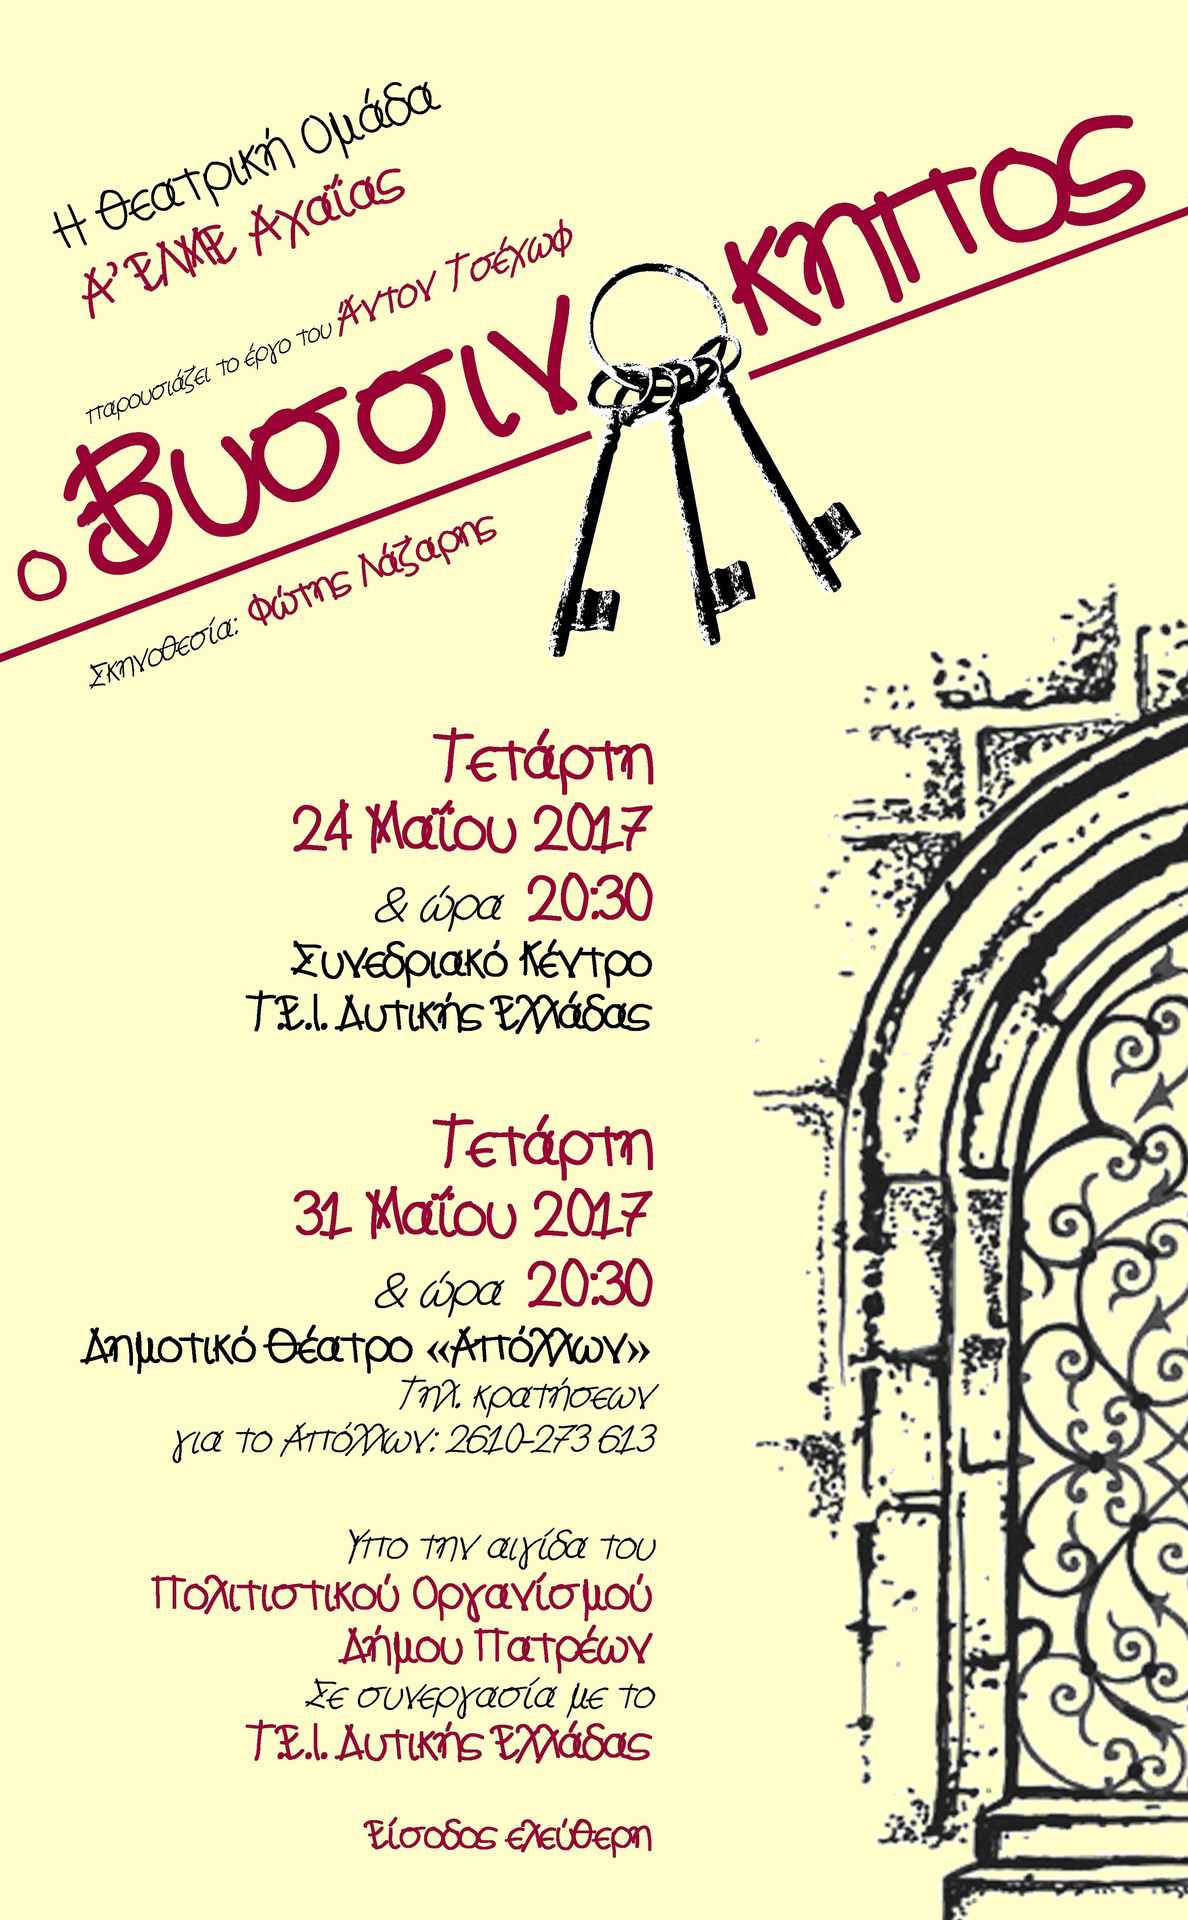 Η Θεατρική Ομάδα
Α' ΕΛΜΕ Αχαΐας
παρουσιάζει το έργο του Άντον Τσέχωφ
ο Βυσσινόκηπος
Σκηνοθεσία: Φώτης Λάζαρης
Τετάρτη
24 Μαΐου 2017
& ώρα 20:30
Συνεδριακό Κέντρο
Τ.Ε.Ι. Δυτικής Ελλάδας
Τετάρτη
31 Μαΐου 2017
& ώρα 20:30
Δημοτικό Θέατρο «Απόλλων»
Τηλ. κρατήσεων
για το Απόλλων: 2610-273 613
Υπο την αιγίδα του
Πολιτιστικού Οργανίσμού
Δήμου Πατρέων
Σε συνεργασία με το
Τ.Ε.Ι. Δυτικής Ελλάδας
Είσοδος ελεύθερη